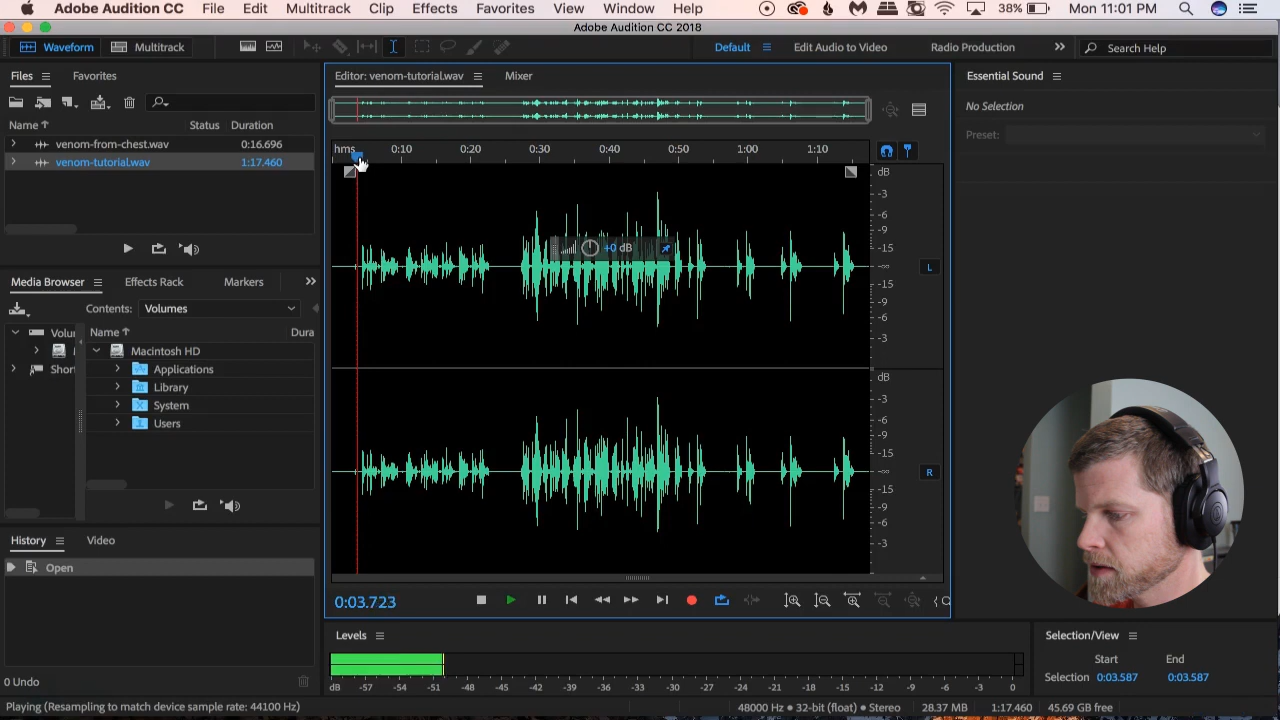 Adobe Audition CC File Edit Multitrack Clip Effects Favorites View Window Help 38% Mon 11:01 PM
Adobe Audition CC 2018
Waveform Multitrack Default Edit Audio to Video Radio Production Search Help
Files Favorites
Editor: venom-tutorial.wav Mixer
Essential Sound
Name Status Duration
No Selection
venom-from-chest.wav 0:16.696
Preset:
venom-tutorial.wav 1:17.460
hms 0:10 0:20 0:30 0:40 0:50 1:00 1:10
dB
-3
-6
-9
-15
-∞
-15
-9
-6
-3
L
+0 dB
dB
-3
-6
-9
-15
-∞
-15
-9
-6
-3
R
Media Browser Effects Rack Markers
Contents: Volumes
Volu Name Dura
Macintosh HD
Shor Applications
Library
System
Users
History Video
Open
0 Undo
0:03.723
Levels
dB -57 -54 -51 -48 -45 -42 -39 -36 -33 -30 -27 -24 -21 -18 -15 -12 -9 -6 -3 0
Selection/View
Start End
Selection 0:03.587 0:03.587
Playing (Resampling to match device sample rate: 44100 Hz) 48000 Hz • 32-bit (float) • Stereo 28.37 MB 1:17.460 45.69 GB free